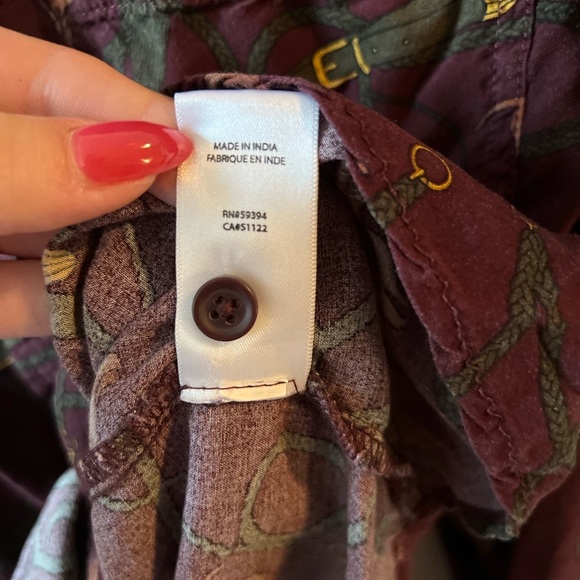 MADE IN INDIA
FABRIQUE EN INDE
RN#59394
CA#51122